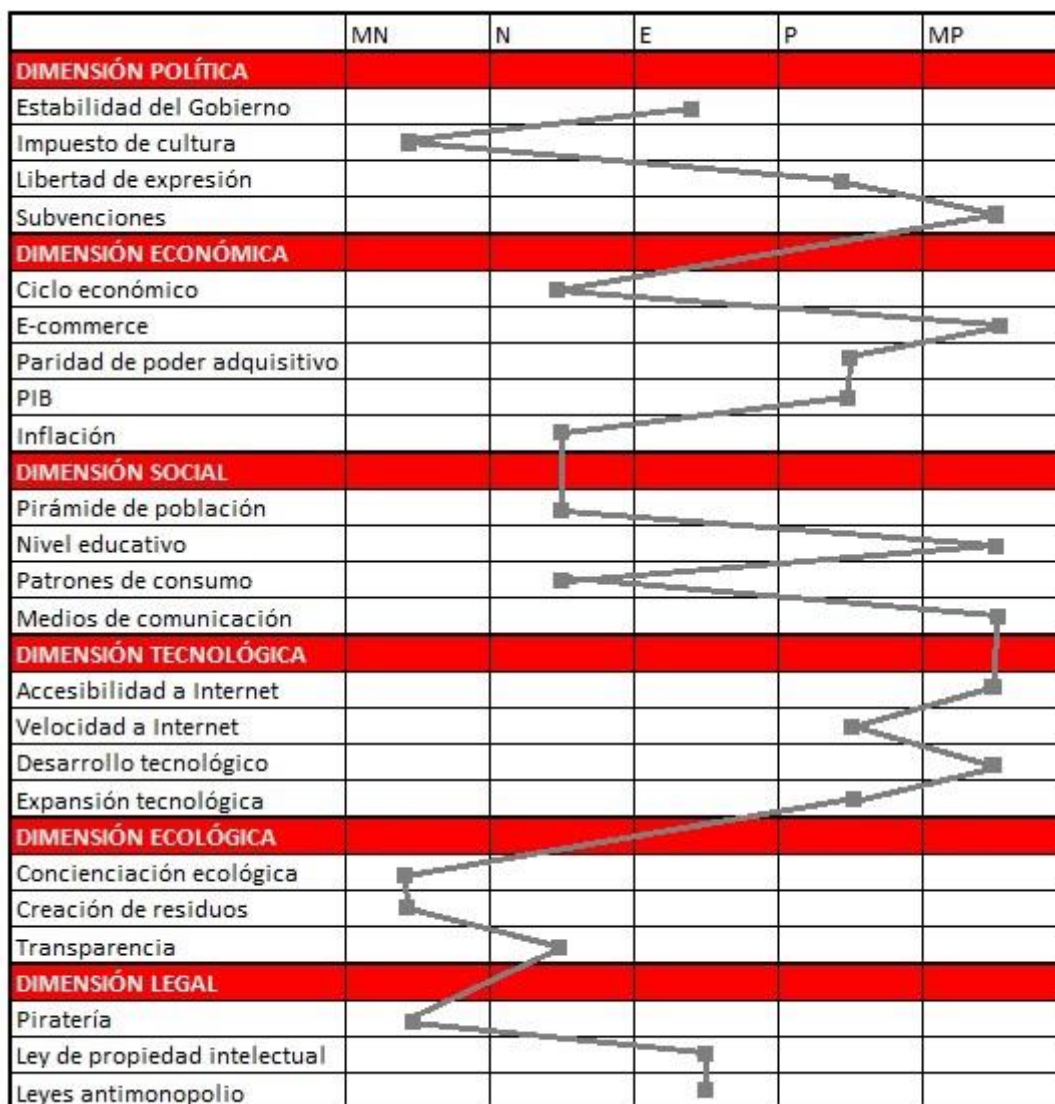 MN N E P MP
DIMENSIÓN POLÍTICA
Estabilidad del Gobierno
Impuesto de cultura
Libertad de expresión
Subvenciones
DIMENSIÓN ECONÓMICA
Ciclo económico
E-commerce
Paridad de poder adquisitivo
PIB
Inflación
DIMENSIÓN SOCIAL
Pirámide de población
Nivel educativo
Patrones de consumo
Medios de comunicación
DIMENSIÓN TECNOLÓGICA
Accesibilidad a Internet
Velocidad a Internet
Desarrollo tecnológico
Expansión tecnológica
DIMENSIÓN ECOLÓGICA
Concienciación ecológica
Creación de residuos
Transparencia
DIMENSIÓN LEGAL
Piratería
Ley de propiedad intelectual
Leyes antimonopolio